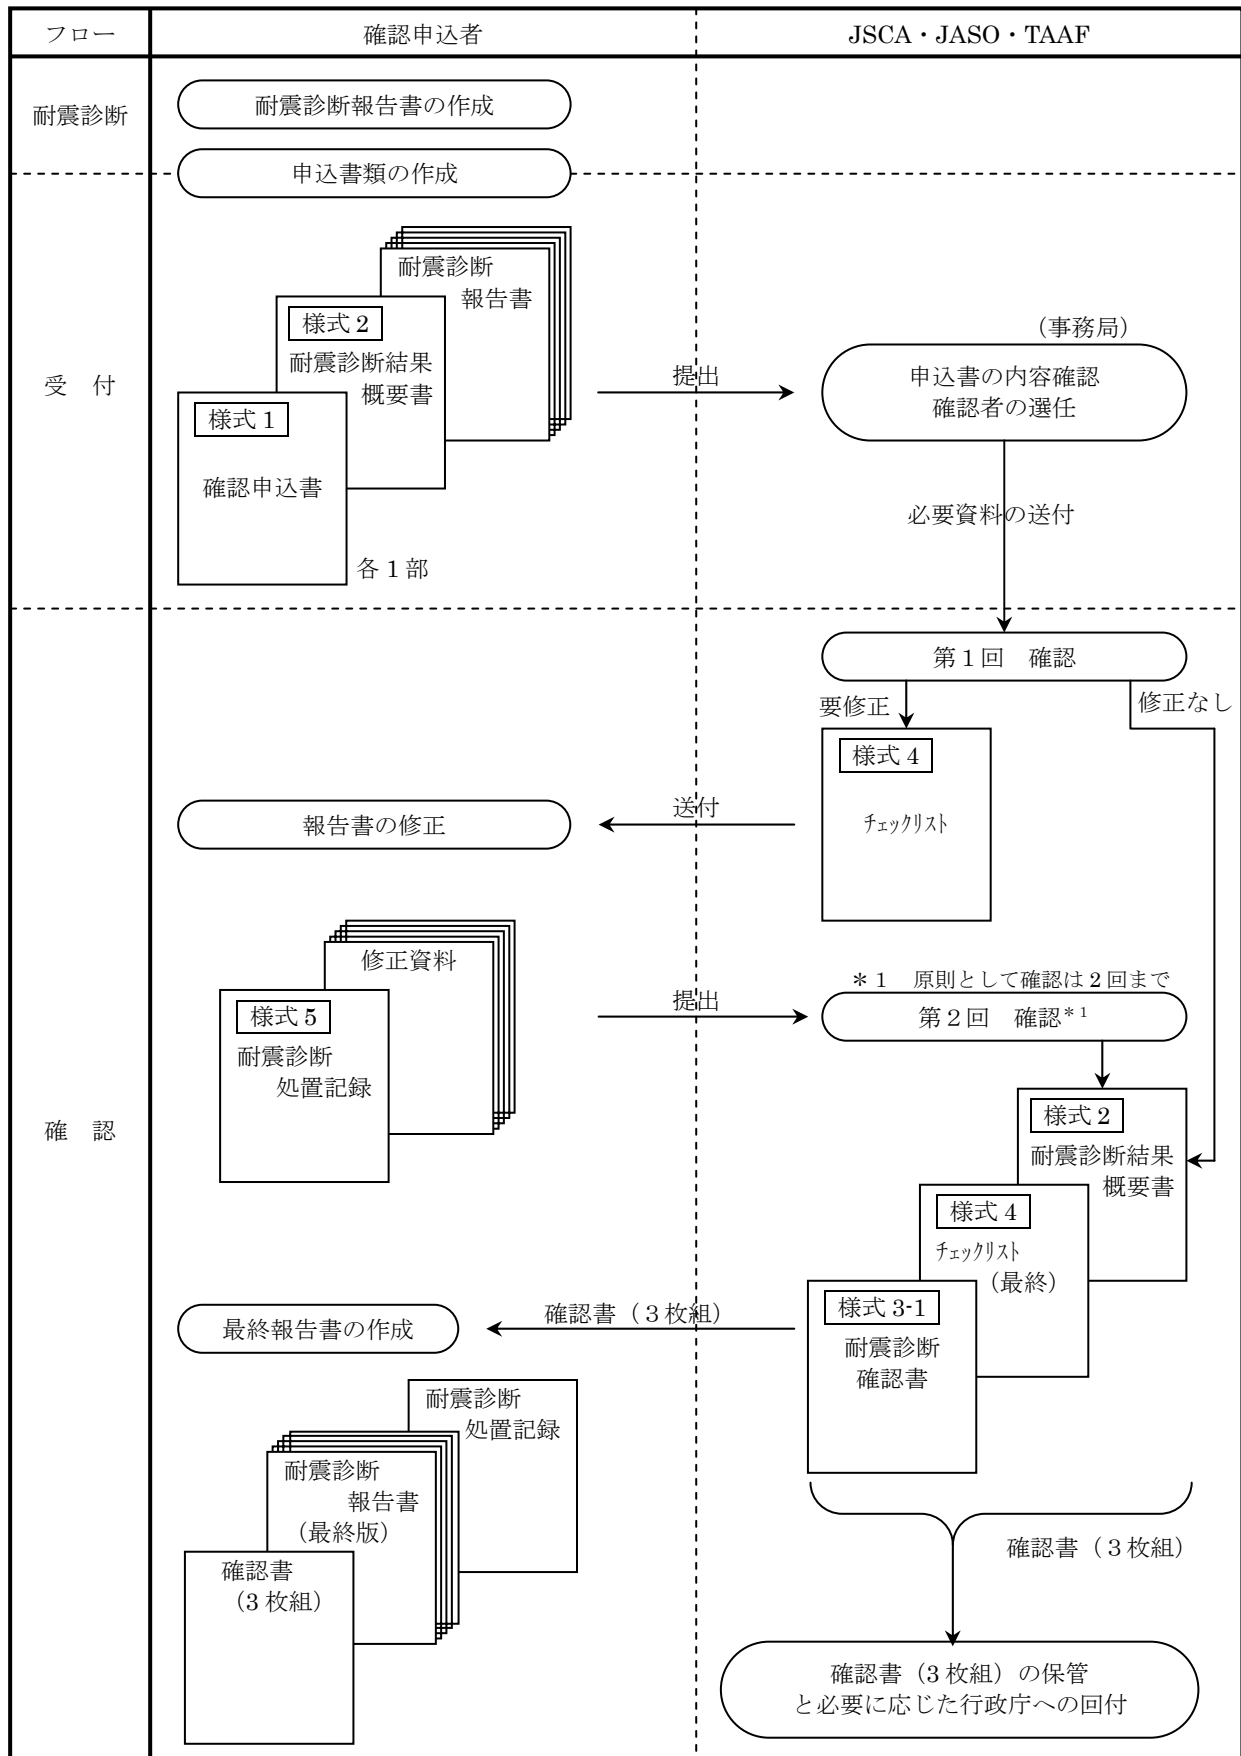 フロー
確認申込者
JSCA・JASO・TAAF
耐震診断
耐震診断報告書の作成
申込書類の作成
受 付
耐震診断
報告書
様式 2
耐震診断結果
概要書
様式 1
確認申込書
各 1 部
提出
(事務局)
申込書の内容確認
確認者の選任
必要資料の送付
確 認
第１回 確認
要修正
修正なし
様式 4
チェックリスト
送付
報告書の修正
修正資料
様式 5
耐震診断
処置記録
提出
＊１ 原則として確認は 2 回まで
第２回 確認＊１
様式 2
耐震診断結果
概要書
様式 4
チェックリスト
（最終）
様式 3-1
耐震診断
確認書
確認書（３枚組）
最終報告書の作成
耐震診断
処置記録
耐震診断
報告書
（最終版）
確認書
（3 枚組）
確認書（３枚組）
確認書（3 枚組）の保管
と必要に応じた行政庁への回付